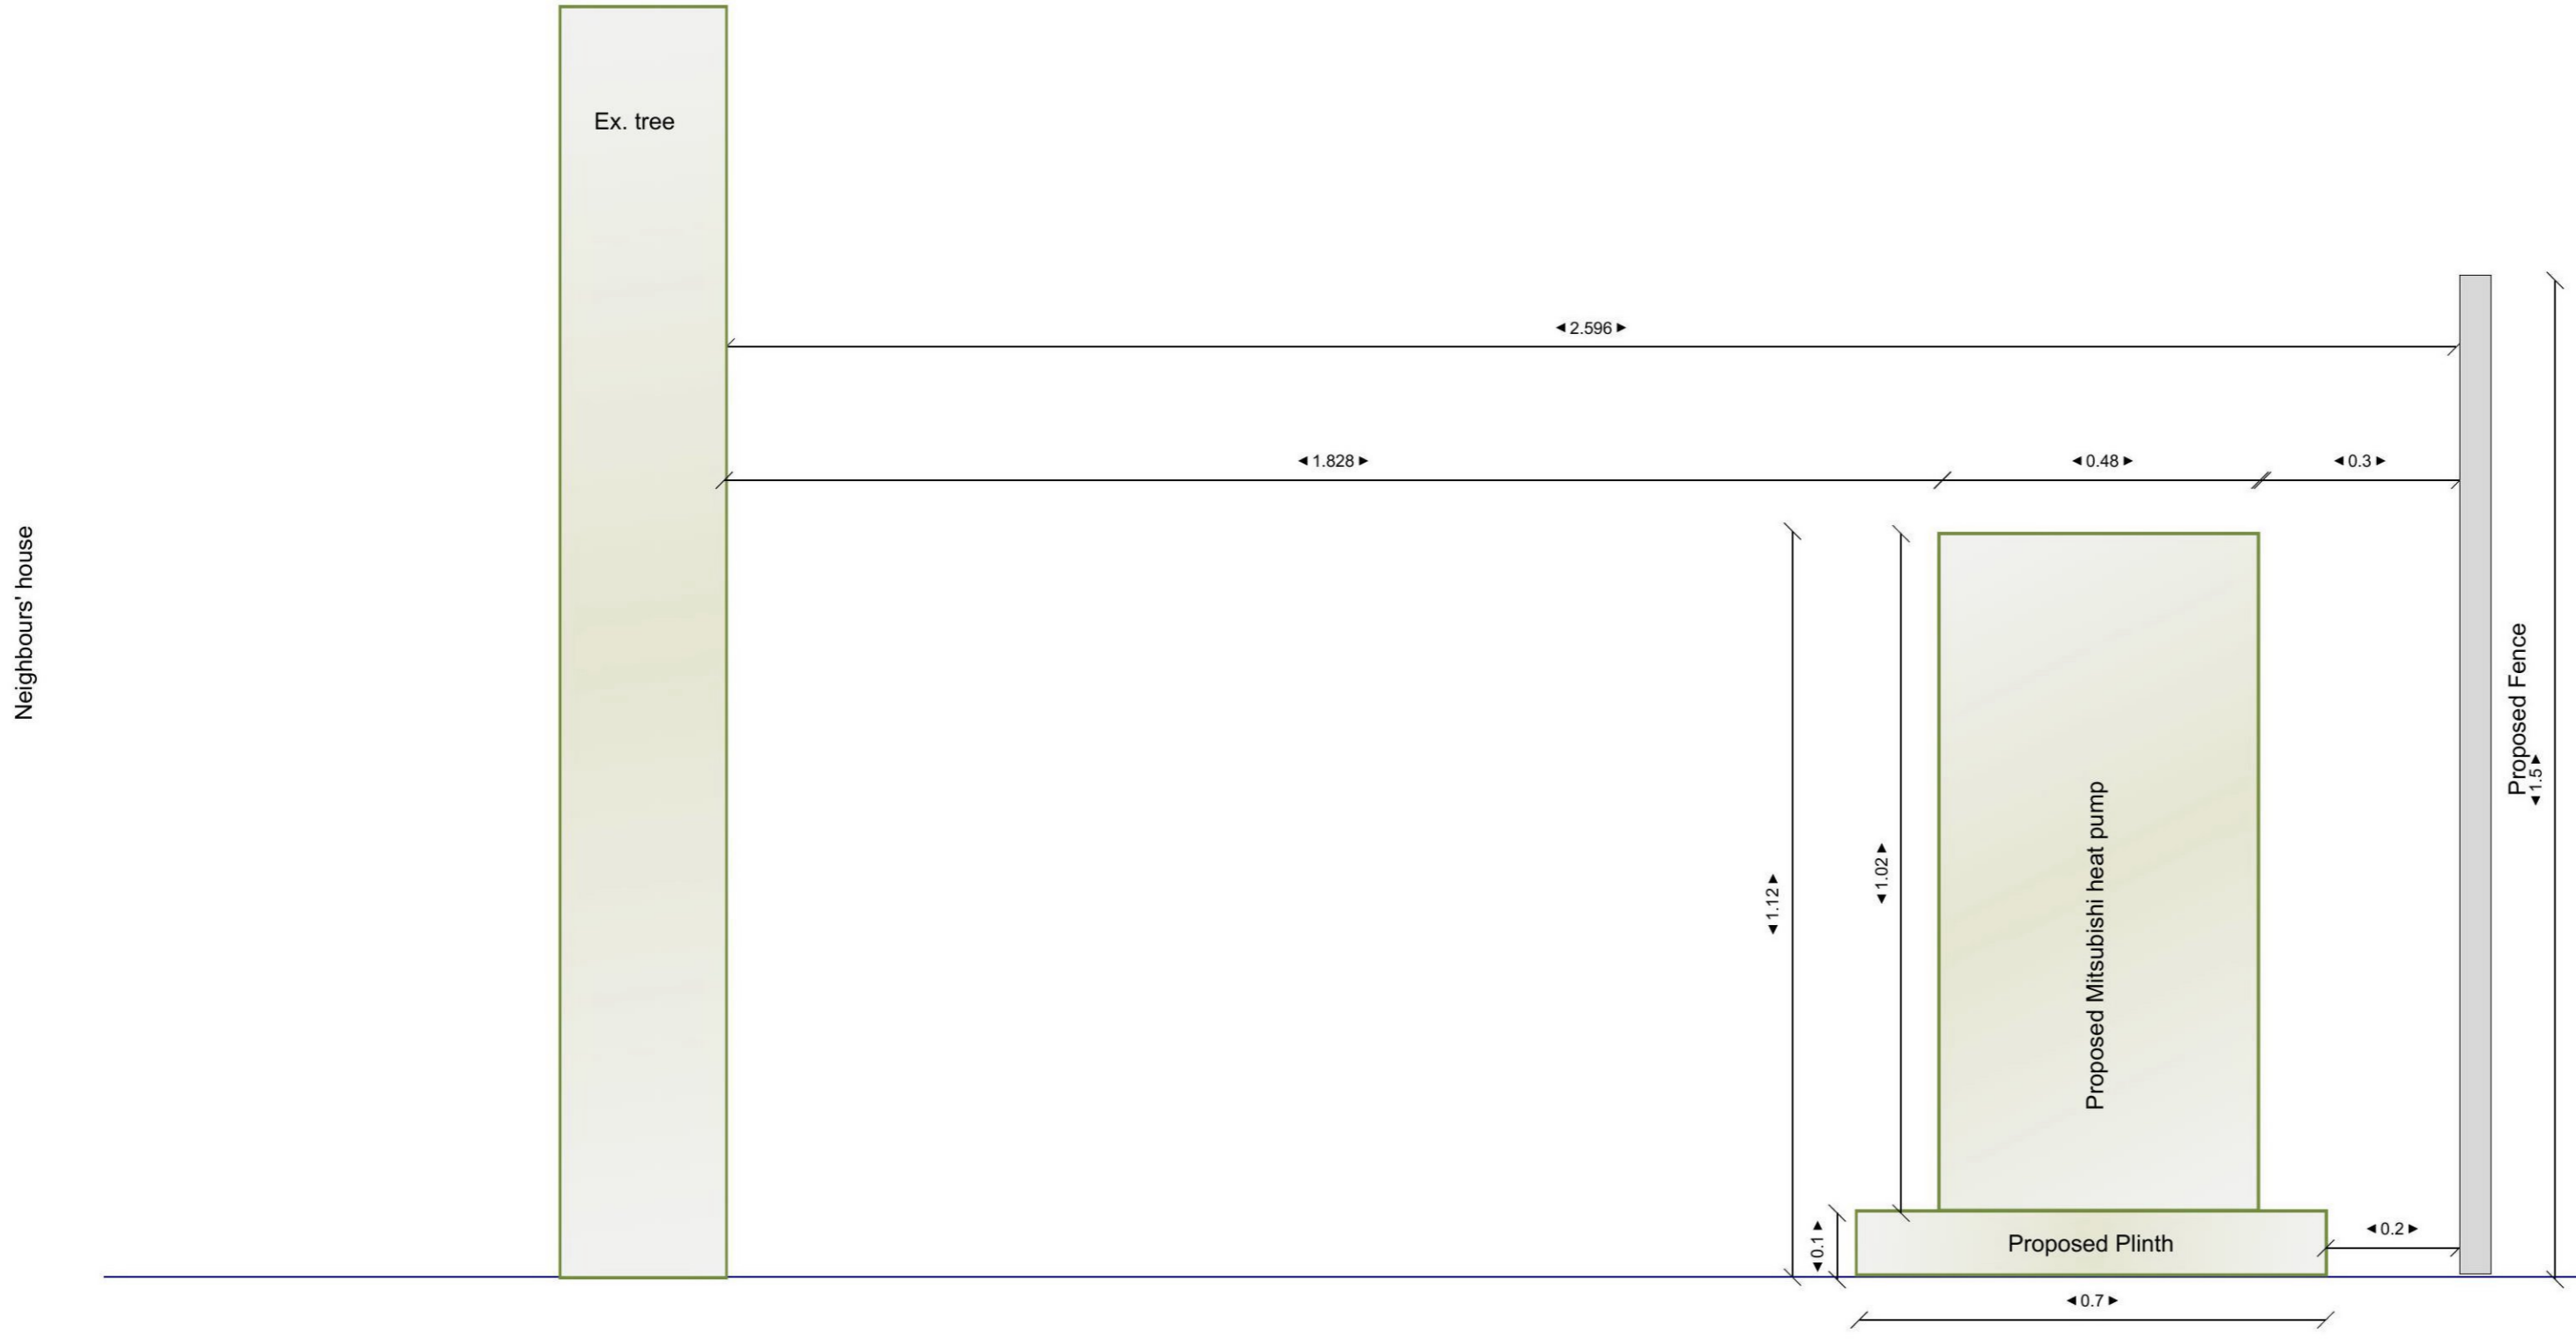 Ex. tree
◄ 2.596 ►
◄ 1.828 ►
◄ 0.48 ►
◄ 0.3 ►
Neighbours' house
Proposed Fence
◄ 1.5 ►
◄ 1.12 ►
◄ 1.02 ►
Proposed Mitsubishi heat pump
◄ 0.1 ►
Proposed Plinth
◄ 0.2 ►
◄ 0.7 ►